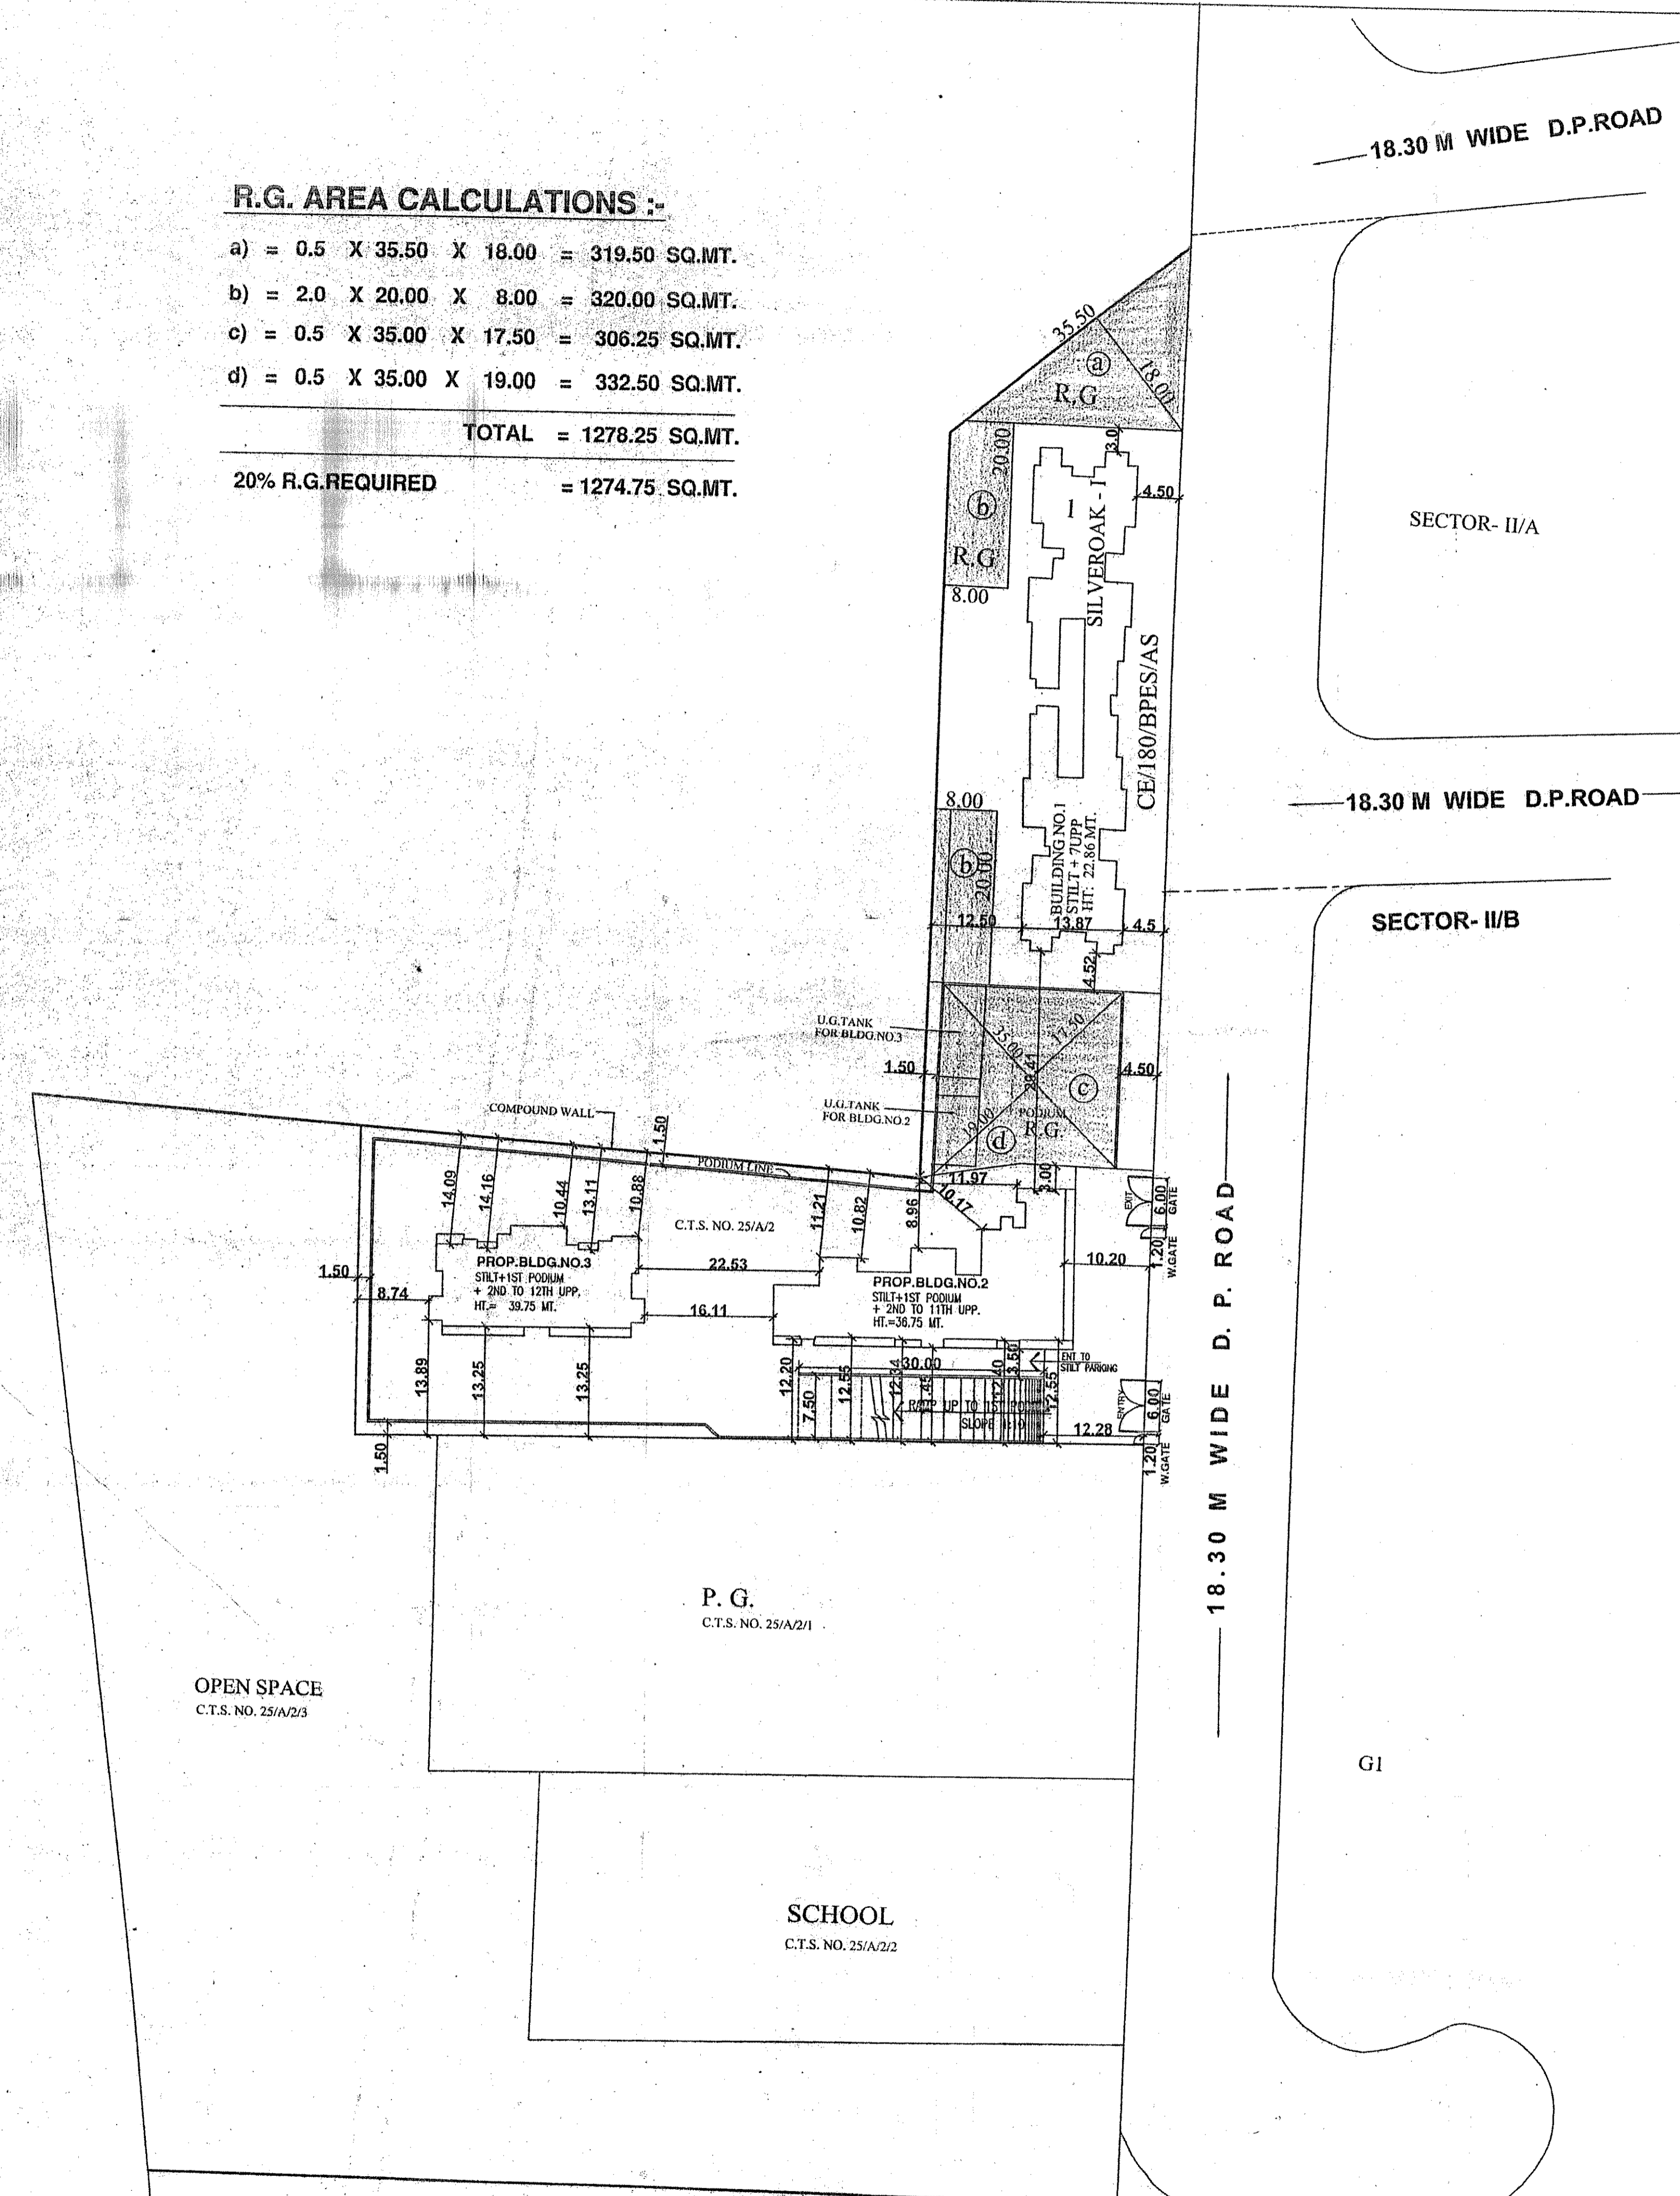 18.30 M WIDE D.P.ROAD
R.G. AREA CALCULATIONS :-
a) = 0.5 X 35.50 X 18.00 = 319.50 SQ.MT.
b) = 2.0 X 20.00 X 8.00 = 320.00 SQ.MT.
c) = 0.5 X 35.00 X 17.50 = 306.25 SQ.MT.
d) = 0.5 X 35.00 X 19.00 = 332.50 SQ.MT.
TOTAL = 1278.25 SQ.MT.
20% R.G.REQUIRED = 1274.75 SQ.MT.
35.50
a
18.00
R.G
3.0
20.00
4.50
b
1
SILVEROAK - I
R.G
8.00
SECTOR- II/A
CE/180/BPES/AS
18.30 M WIDE D.P.ROAD
8.00
b
20.00
BUILDING NO.1
STILT + 7UPP
HT: 22.86 MT.
12.50
13.87
4.5
SECTOR- II/B
4.52
U.G.TANK
FOR BLDG.NO.3
35.00
17.50
1.50
4.50
c
U.G.TANK
FOR BLDG.NO.2
PODIUM
R.G.
d
COMPOUND WALL
1.50
PODIUM LINE
11.97
3.00
10.17
14.09
14.16
10.44
13.11
10.88
C.T.S. NO. 25/A/2
11.21
10.82
8.96
EXIT
6.00
GATE
1.20
W.GATE
10.20
22.53
PROP.BLDG.NO.3
STILT+1ST PODIUM
+ 2ND TO 12TH UPP.
HT.= 39.75 MT.
1.50
8.74
16.11
PROP.BLDG.NO.2
STILT+1ST PODIUM
+ 2ND TO 11TH UPP.
HT.=36.75 MT.
13.89
13.25
13.25
12.20
12.55
30.00
3.50
ENT TO
STILT PARKING
7.50
12.55
RAMP UP TO 1ST
SLOPE 1:10
ENTRY
6.00
GATE
12.28
1.20
W.GATE
1.50
18.30 M WIDE D. P. ROAD
P. G.
C.T.S. NO. 25/A/2/1
OPEN SPACE
C.T.S. NO. 25/A/2/3
G1
SCHOOL
C.T.S. NO. 25/A/2/2